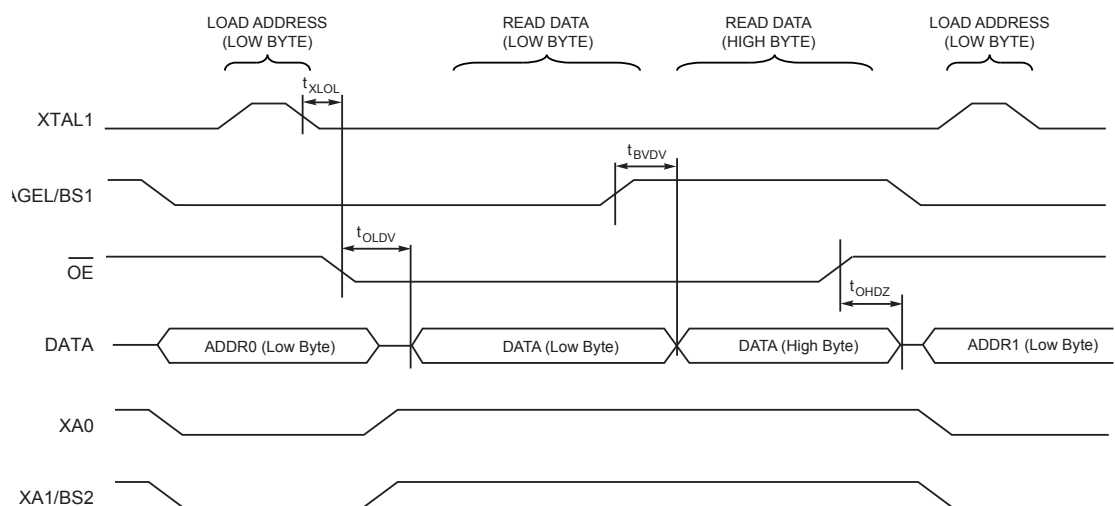 LOAD ADDRESS
(LOW BYTE)
READ DATA
(LOW BYTE)
READ DATA
(HIGH BYTE)
LOAD ADDRESS
(LOW BYTE)
tXLOL
XTAL1
tBVDV
AGEL/BS1
tOLDV
OE
tOHDZ
DATA
ADDR0 (Low Byte)
DATA (Low Byte)
DATA (High Byte)
ADDR1 (Low Byte)
XA0
XA1/BS2